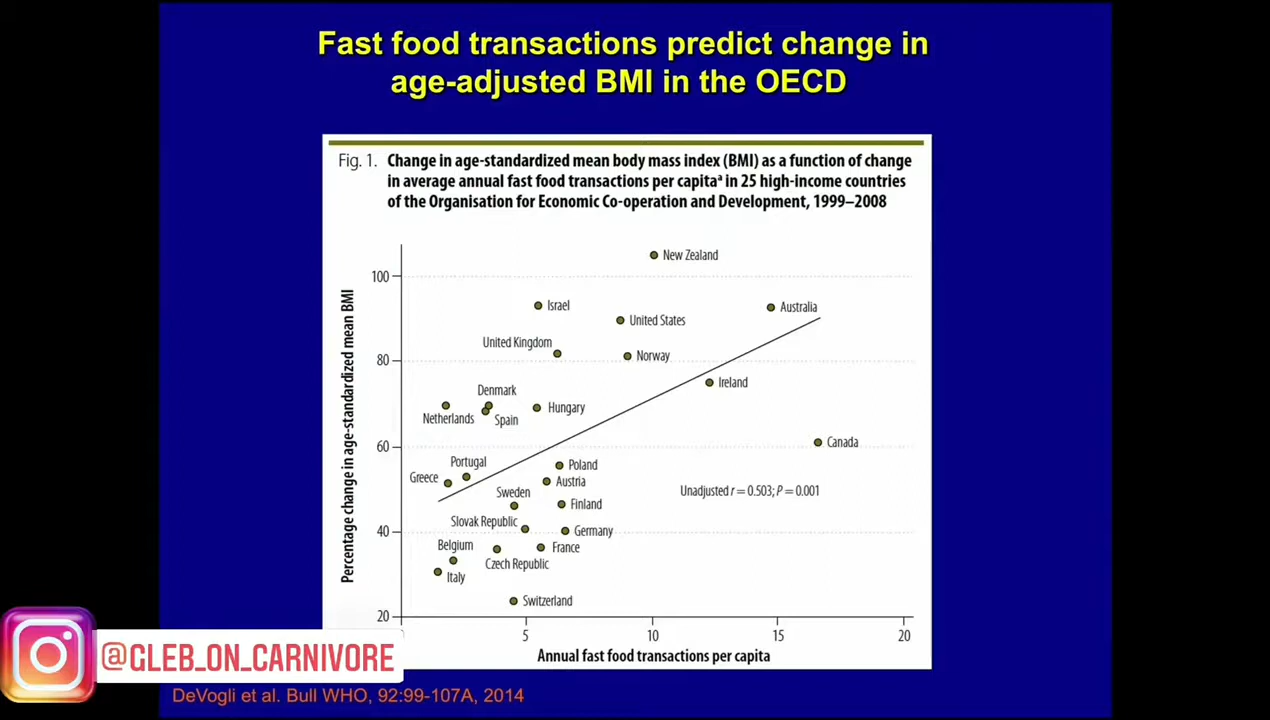 Fast food transactions predict change in
age-adjusted BMI in the OECD
Fig. 1. Change in age-standardized mean body mass index (BMI) as a function of change
in average annual fast food transactions per capitaᵃ in 25 high-income countries
of the Organisation for Economic Co-operation and Development, 1999–2008
Percentage change in age-standardized mean BMI
100
80
60
40
20
New Zealand
Israel
Australia
United States
United Kingdom
Norway
Ireland
Denmark
Netherlands
Spain
Hungary
Canada
Portugal
Poland
Greece
Austria
Sweden
Unadjusted r = 0.503; P = 0.001
Finland
Slovak Republic
Germany
Belgium
France
Czech Republic
Italy
Switzerland
5 10 15 20
Annual fast food transactions per capita
@GLEB_ON_CARNIVORE
DeVogli et al. Bull WHO, 92:99-107A, 2014